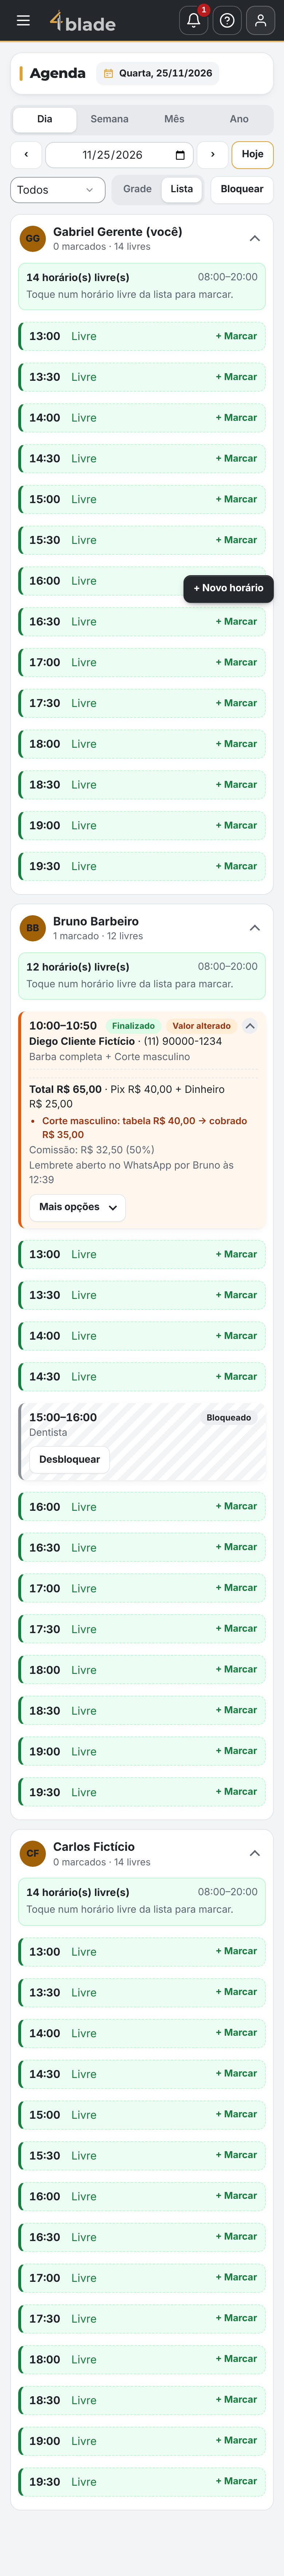 4blade
1
Agenda
Quarta, 25/11/2026
Dia Semana Mês Ano
11/25/2026
Hoje
Todos
Grade Lista
Bloquear
GG
Gabriel Gerente (você)
0 marcados · 14 livres
14 horário(s) livre(s) 08:00–20:00
Toque num horário livre da lista para marcar.
13:00 Livre + Marcar
13:30 Livre + Marcar
14:00 Livre + Marcar
14:30 Livre + Marcar
15:00 Livre + Marcar
15:30 Livre + Marcar
16:00 Livre
+ Novo horário
16:30 Livre + Marcar
17:00 Livre + Marcar
17:30 Livre + Marcar
18:00 Livre + Marcar
18:30 Livre + Marcar
19:00 Livre + Marcar
19:30 Livre + Marcar
BB
Bruno Barbeiro
1 marcado · 12 livres
12 horário(s) livre(s) 08:00–20:00
Toque num horário livre da lista para marcar.
10:00–10:50 Finalizado Valor alterado
Diego Cliente Fictício · (11) 90000-1234
Barba completa + Corte masculino
Total R$ 65,00 · Pix R$ 40,00 + Dinheiro
R$ 25,00
• Corte masculino: tabela R$ 40,00 → cobrado
R$ 35,00
Comissão: R$ 32,50 (50%)
Lembrete aberto no WhatsApp por Bruno às
12:39
Mais opções
13:00 Livre + Marcar
13:30 Livre + Marcar
14:00 Livre + Marcar
14:30 Livre + Marcar
15:00–16:00 Bloqueado
Dentista
Desbloquear
16:00 Livre + Marcar
16:30 Livre + Marcar
17:00 Livre + Marcar
17:30 Livre + Marcar
18:00 Livre + Marcar
18:30 Livre + Marcar
19:00 Livre + Marcar
19:30 Livre + Marcar
CF
Carlos Fictício
0 marcados · 14 livres
14 horário(s) livre(s) 08:00–20:00
Toque num horário livre da lista para marcar.
13:00 Livre + Marcar
13:30 Livre + Marcar
14:00 Livre + Marcar
14:30 Livre + Marcar
15:00 Livre + Marcar
15:30 Livre + Marcar
16:00 Livre + Marcar
16:30 Livre + Marcar
17:00 Livre + Marcar
17:30 Livre + Marcar
18:00 Livre + Marcar
18:30 Livre + Marcar
19:00 Livre + Marcar
19:30 Livre + Marcar